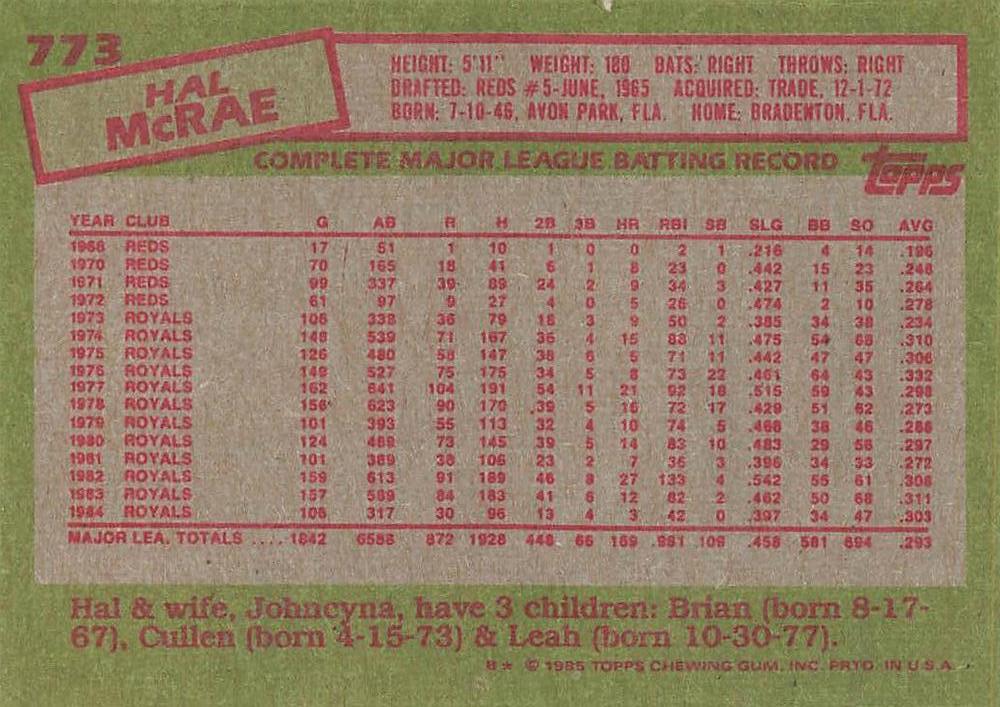 773
HAL
McRAE
HEIGHT: 5'11" WEIGHT: 180 BATS: RIGHT THROWS: RIGHT
DRAFTED: REDS #5-JUNE, 1965 ACQUIRED: TRADE, 12-1-72
BORN: 7-10-46, AVON PARK, FLA. HOME: BRADENTON, FLA.
COMPLETE MAJOR LEAGUE BATTING RECORD
Topps
YEAR CLUB G AB R H 2B 3B HR RBI SB SLG BB SO AVG
1968 REDS 17 51 1 10 1 0 0 2 1 .216 4 14 .196
1970 REDS 70 165 18 41 6 1 8 23 0 .442 15 23 .248
1971 REDS 99 337 39 89 24 2 9 34 3 .427 11 35 .264
1972 REDS 61 97 9 27 4 0 5 26 0 .474 2 10 .278
1973 ROYALS 106 338 36 79 18 3 9 50 2 .385 34 38 .234
1974 ROYALS 148 539 71 167 36 4 15 88 11 .475 54 68 .310
1975 ROYALS 126 480 58 147 38 6 5 71 11 .442 47 47 .306
1976 ROYALS 149 527 75 175 34 5 8 73 22 .461 64 43 .332
1977 ROYALS 162 641 104 191 54 11 21 92 18 .515 59 43 .298
1978 ROYALS 156 623 90 170 .39 5 16 72 17 .429 51 62 .273
1979 ROYALS 101 393 55 113 32 4 10 74 5 .466 38 46 .288
1980 ROYALS 124 489 73 145 39 5 14 83 10 .483 29 56 .297
1981 ROYALS 101 389 38 106 23 2 7 36 3 .396 34 33 .272
1982 ROYALS 159 613 91 189 46 8 27 133 4 .542 55 61 .308
1983 ROYALS 157 589 84 183 41 6 12 82 2 .462 50 68 .311
1984 ROYALS 106 317 30 96 13 4 3 42 0 .397 34 47 .303
MAJOR LEA. TOTALS .... 1842 6588 872 1928 448 66 169 .981 109 .458 581 694 .293
Hal & wife, Johncyna, have 3 children: Brian (born 8-17-
67), Cullen (born 4-15-73) & Leah (born 10-30-77).
B* © 1985 TOPPS CHEWING GUM, INC. PRTD. IN U.S.A.